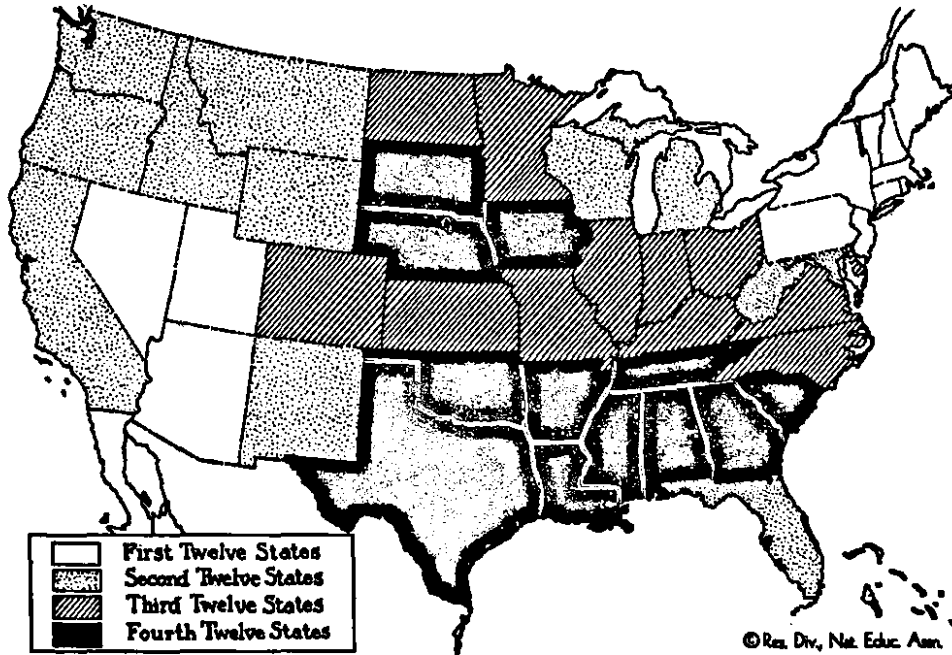 First Twelve States
Second Twelve States
Third Twelve States
Fourth Twelve States
© Res. Div., Nat. Educ. Assn.